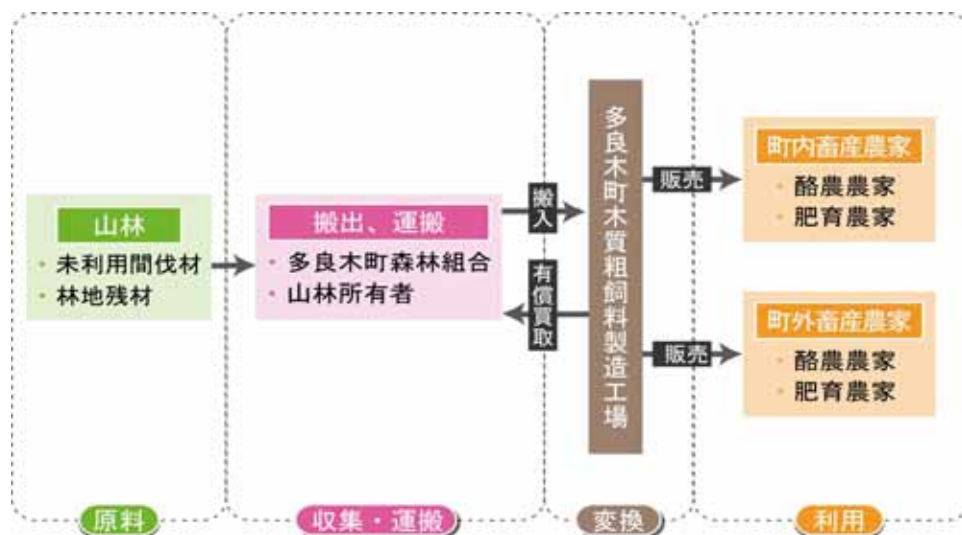 山林
・未利用間伐材
・林地残材
搬出、運搬
・多良木町森林組合
・山林所有者
搬入
有償買取
多良木町木質粗飼料製造工場
販売
町内畜産農家
・酪農農家
・肥育農家
販売
町外畜産農家
・酪農農家
・肥育農家
原料
収集・運搬
変換
利用